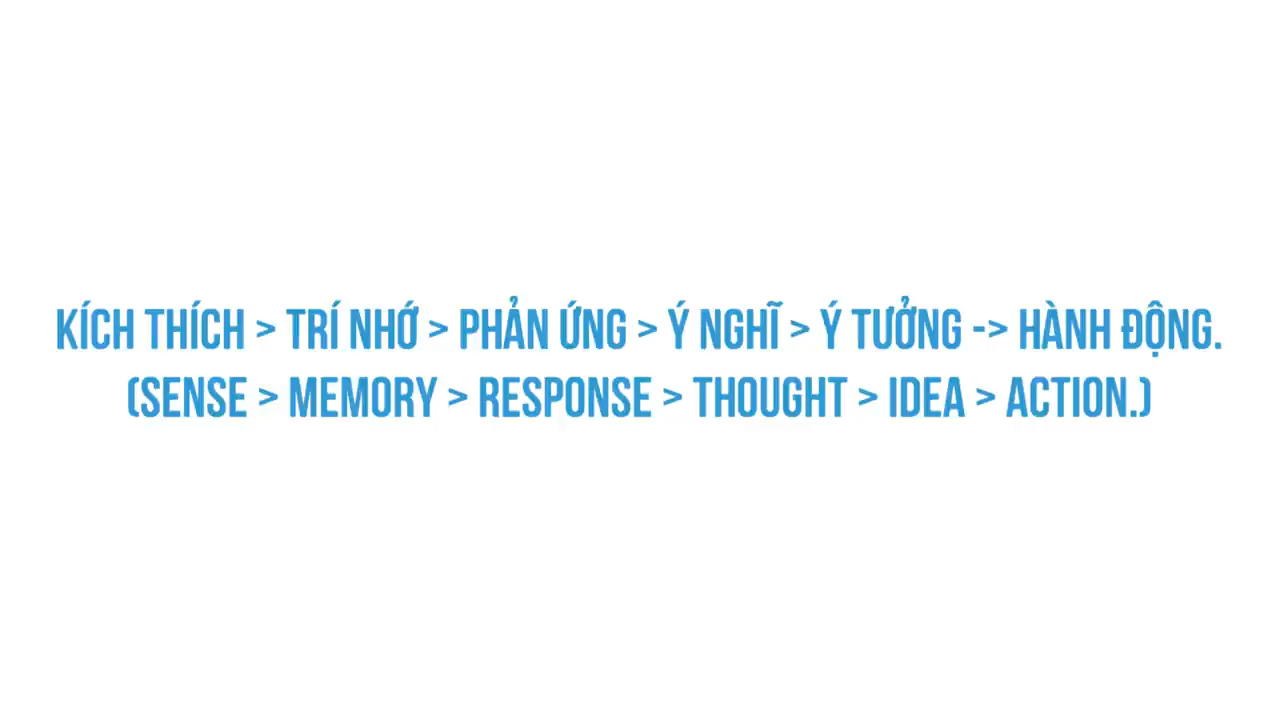 KÍCH THÍCH > TRÍ NHỚ > PHẢN ỨNG > Ý NGHĨ > Ý TƯỞNG -> HÀNH ĐỘNG.
(SENSE > MEMORY > RESPONSE > THOUGHT > IDEA > ACTION.)